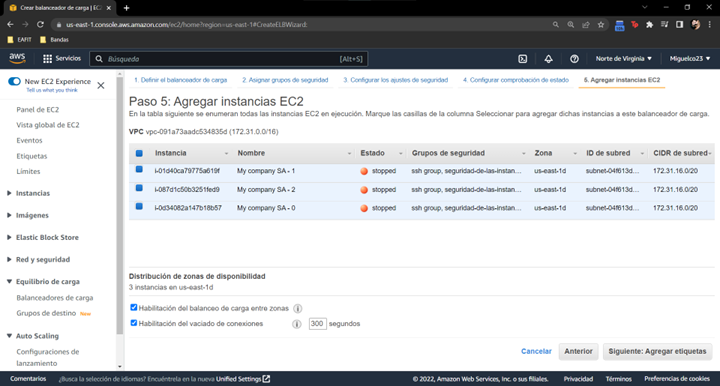 Crear balanceador de carga | EC2
us-east-1.console.aws.amazon.com/ec2/home?region=us-east-1#CreateELBWizard:
EAFIT
Bandas
aws
Servicios
Búsqueda
[Alt+S]
Norte de Virginia
Miguelco23
New EC2 Experience
Tell us what you think
Panel de EC2
Vista global de EC2
Eventos
Etiquetas
Límites
Instancias
Imágenes
Elastic Block Store
Red y seguridad
Equilibrio de carga
Balanceadores de carga
Grupos de destino New
Auto Scaling
Configuraciones de
lanzamiento
1. Definir el balanceador de carga
2. Asignar grupos de seguridad
3. Configurar los ajustes de seguridad
4. Configurar comprobación de estado
5. Agregar instancias EC2
Paso 5: Agregar instancias EC2
En la tabla siguiente se enumeran todas las instancias EC2 en ejecución. Marque las casillas de la columna Seleccionar para agregar dichas instancias a este balanceador de carga.
VPC vpc-091a73aadc534835d (172.31.0.0/16)
Instancia Nombre Estado Grupos de seguridad Zona ID de subred CIDR de subred
i-01d40ca79775a619f My company SA - 1 stopped ssh group, seguridad-de-las-instan… us-east-1d subnet-04f613d… 172.31.16.0/20
i-087d1c50b3251fed9 My company SA - 2 stopped ssh group, seguridad-de-las-instan… us-east-1d subnet-04f613d… 172.31.16.0/20
i-0d34082a147b18b57 My company SA - 0 stopped ssh group, seguridad-de-las-instan… us-east-1d subnet-04f613d… 172.31.16.0/20
Distribución de zonas de disponibilidad
3 instancias en us-east-1d
Habilitación del balanceo de carga entre zonas
Habilitación del vaciado de conexiones 300 segundos
Cancelar
Anterior
Siguiente: Agregar etiquetas
Comentarios
¿Busca la selección de idiomas? Encuéntrela en la nueva Unified Settings
© 2022, Amazon Web Services, Inc. o sus filiales.
Privacidad
Términos
Preferencias de cookies